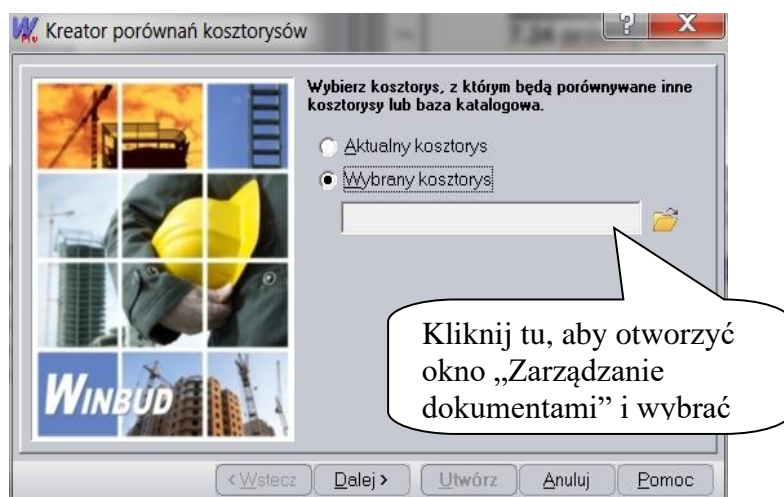 Kreator porównań kosztorysów
Wybierz kosztorys, z którym będą porównywane inne
kosztorysy lub baza katalogowa.
Aktualny kosztorys
Wybrany kosztorys
Kliknij tu, aby otworzyć
okno „Zarządzanie
dokumentami” i wybrać
WINBUD
< Wstecz Dalej > Utwórz Anuluj Pomoc